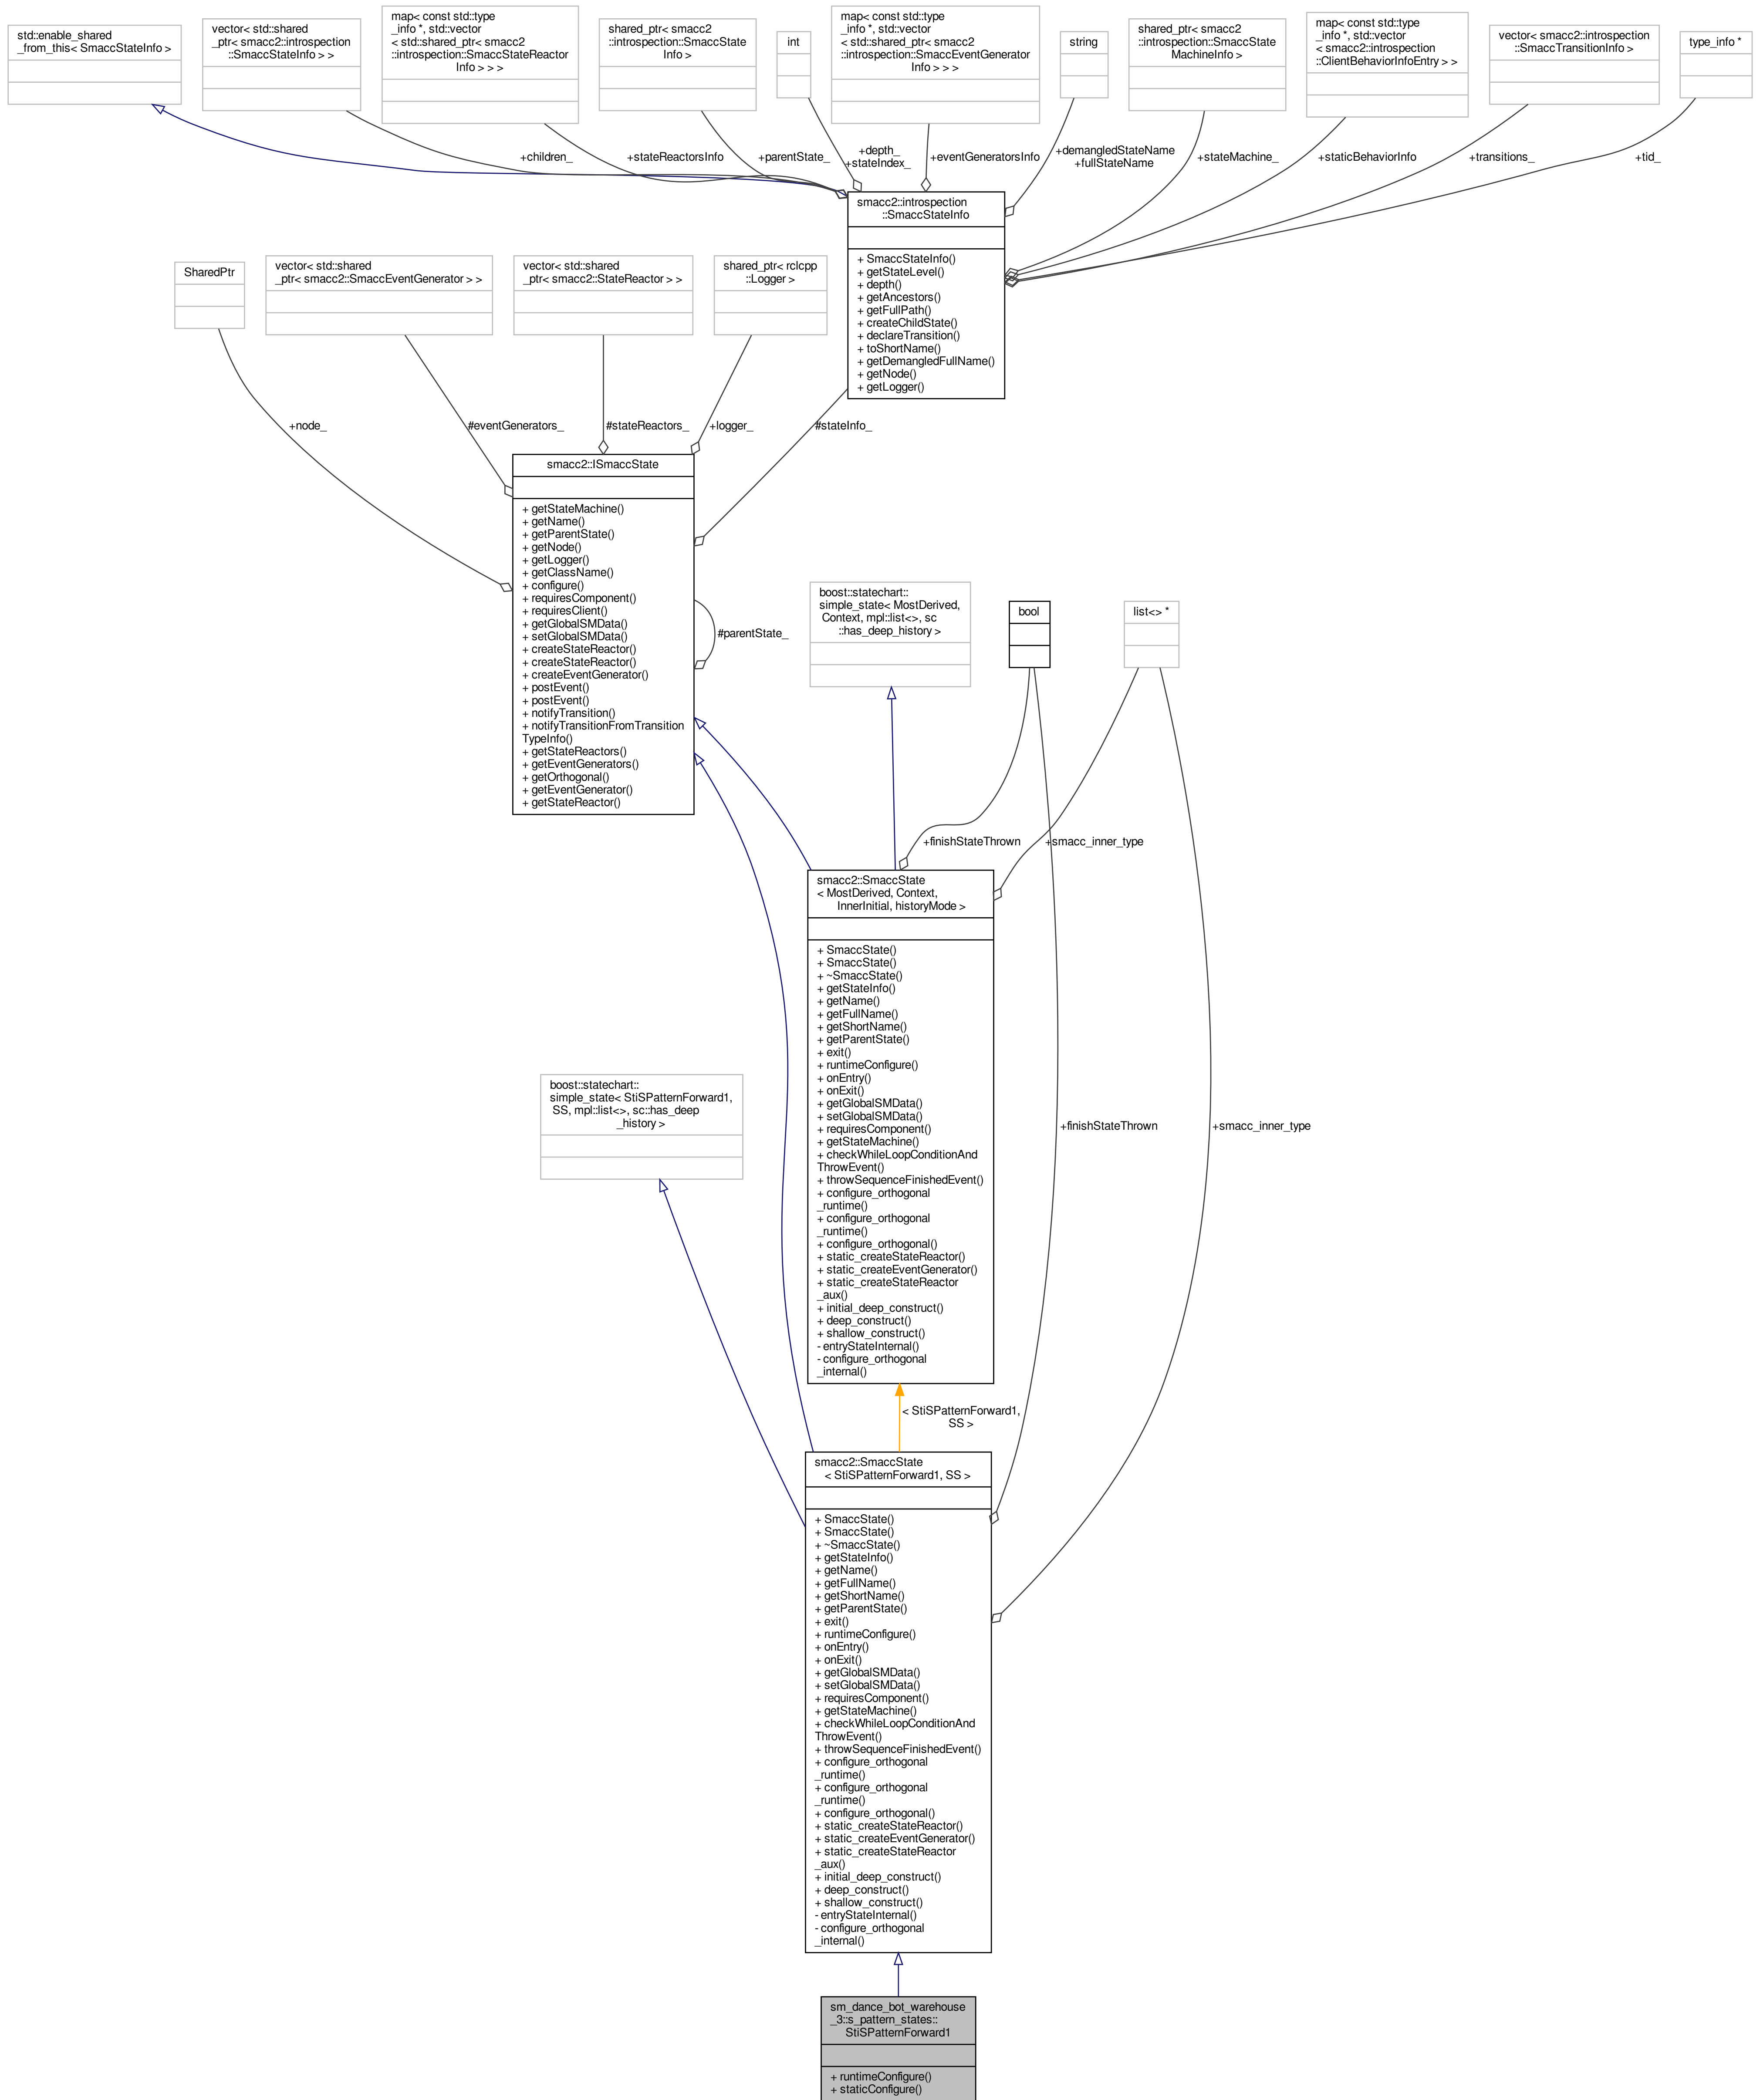 std::enable_shared
_from_this< SmaccStateInfo >
vector< std::shared
_ptr< smacc2::introspection
::SmaccStateInfo > >
map< const std::type
_info *, std::vector
< std::shared_ptr< smacc2
::introspection::SmaccStateReactor
Info > > >
shared_ptr< smacc2
::introspection::SmaccState
Info >
int
map< const std::type
_info *, std::vector
< std::shared_ptr< smacc2
::introspection::SmaccEventGenerator
Info > > >
string
shared_ptr< smacc2
::introspection::SmaccState
MachineInfo >
map< const std::type
_info *, std::vector
< smacc2::introspection
::ClientBehaviorInfoEntry > >
vector< smacc2::introspection
::SmaccTransitionInfo >
type_info *
+children_
+stateReactorsInfo
+parentState_
+depth_
+stateIndex_
+eventGeneratorsInfo
+demangledStateName
+fullStateName
+stateMachine_
+staticBehaviorInfo
+transitions_
+tid_
smacc2::introspection
::SmaccStateInfo
+ SmaccStateInfo()
+ getStateLevel()
+ depth()
+ getAncestors()
+ getFullPath()
+ createChildState()
+ declareTransition()
+ toShortName()
+ getDemangledFullName()
+ getNode()
+ getLogger()
SharedPtr
vector< std::shared
_ptr< smacc2::SmaccEventGenerator > >
vector< std::shared
_ptr< smacc2::StateReactor > >
shared_ptr< rclcpp
::Logger >
+node_
#eventGenerators_
#stateReactors_
+logger_
#stateInfo_
smacc2::ISmaccState
+ getStateMachine()
+ getName()
+ getParentState()
+ getNode()
+ getLogger()
+ getClassName()
+ configure()
+ requiresComponent()
+ requiresClient()
+ getGlobalSMData()
+ setGlobalSMData()
+ createStateReactor()
+ createStateReactor()
+ createEventGenerator()
+ postEvent()
+ postEvent()
+ notifyTransition()
+ notifyTransitionFromTransition
TypeInfo()
+ getStateReactors()
+ getEventGenerators()
+ getOrthogonal()
+ getEventGenerator()
+ getStateReactor()
#parentState_
boost::statechart::
simple_state< MostDerived,
Context, mpl::list<>, sc
::has_deep_history >
bool
list<> *
+finishStateThrown
+smacc_inner_type
smacc2::SmaccState
< MostDerived, Context,
InnerInitial, historyMode >
+ SmaccState()
+ SmaccState()
+ ~SmaccState()
+ getStateInfo()
+ getName()
+ getFullName()
+ getShortName()
+ getParentState()
+ exit()
+ runtimeConfigure()
+ onEntry()
+ onExit()
+ getGlobalSMData()
+ setGlobalSMData()
+ requiresComponent()
+ getStateMachine()
+ checkWhileLoopConditionAnd
ThrowEvent()
+ throwSequenceFinishedEvent()
+ configure_orthogonal
_runtime()
+ configure_orthogonal
_runtime()
+ configure_orthogonal()
+ static_createStateReactor()
+ static_createEventGenerator()
+ static_createStateReactor
_aux()
+ initial_deep_construct()
+ deep_construct()
+ shallow_construct()
- entryStateInternal()
- configure_orthogonal
_internal()
boost::statechart::
simple_state< StiSPatternForward1,
SS, mpl::list<>, sc::has_deep
_history >
+finishStateThrown
+smacc_inner_type
< StiSPatternForward1,
SS >
smacc2::SmaccState
< StiSPatternForward1, SS >
+ SmaccState()
+ SmaccState()
+ ~SmaccState()
+ getStateInfo()
+ getName()
+ getFullName()
+ getShortName()
+ getParentState()
+ exit()
+ runtimeConfigure()
+ onEntry()
+ onExit()
+ getGlobalSMData()
+ setGlobalSMData()
+ requiresComponent()
+ getStateMachine()
+ checkWhileLoopConditionAnd
ThrowEvent()
+ throwSequenceFinishedEvent()
+ configure_orthogonal
_runtime()
+ configure_orthogonal
_runtime()
+ configure_orthogonal()
+ static_createStateReactor()
+ static_createEventGenerator()
+ static_createStateReactor
_aux()
+ initial_deep_construct()
+ deep_construct()
+ shallow_construct()
- entryStateInternal()
- configure_orthogonal
_internal()
sm_dance_bot_warehouse
_3::s_pattern_states::
StiSPatternForward1
+ runtimeConfigure()
+ staticConfigure()